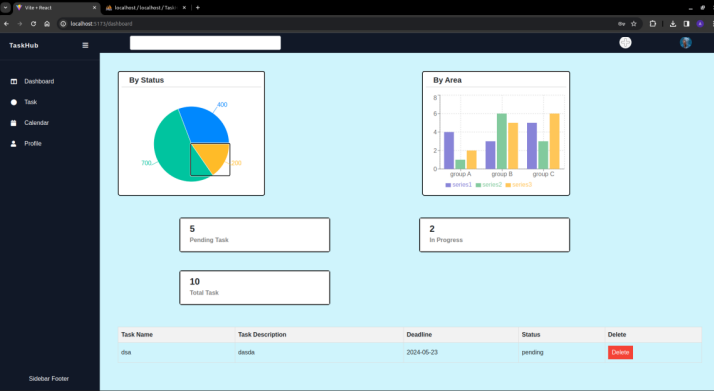 Vite + React
localhost / localhost / Task
localhost:5173/dashboard
TaskHub
Dashboard
Task
Calendar
Profile
Sidebar Footer
By Status
400
700
By Area
8
6
4
2
0
group A group B group C
series1 series2 series3
5
Pending Task
2
In Progress
10
Total Task
Task Name Task Description Deadline Status Delete
dsa dasda 2024-05-23 pending Delete